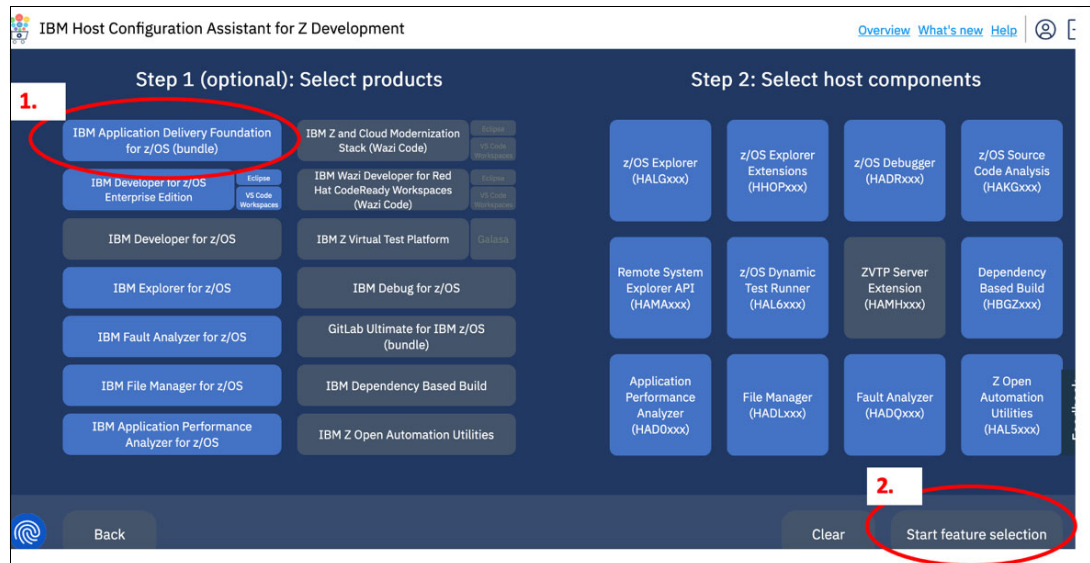 IBM Host Configuration Assistant for Z Development
Overview What's new Help
Step 1 (optional): Select products
Step 2: Select host components
1.
IBM Application Delivery Foundation
for z/OS (bundle)
IBM Z and Cloud Modernization
Stack (Wazi Code)
Eclipse
VS Code
Workspaces
IBM Developer for z/OS
Enterprise Edition
Eclipse
VS Code
Workspaces
IBM Wazi Developer for Red
Hat CodeReady Workspaces
(Wazi Code)
Eclipse
VS Code
Workspaces
IBM Developer for z/OS
IBM Z Virtual Test Platform
Galasa
IBM Explorer for z/OS
IBM Debug for z/OS
IBM Fault Analyzer for z/OS
GitLab Ultimate for IBM z/OS
(bundle)
IBM File Manager for z/OS
IBM Dependency Based Build
IBM Application Performance
Analyzer for z/OS
IBM Z Open Automation Utilities
z/OS Explorer
(HALGxxx)
z/OS Explorer
Extensions
(HHOPxxx)
z/OS Debugger
(HADRxxx)
z/OS Source
Code Analysis
(HAKGxxx)
Remote System
Explorer API
(HAMAxxx)
z/OS Dynamic
Test Runner
(HAL6xxx)
ZVTP Server
Extension
(HAMHxxx)
Dependency
Based Build
(HBGZxxx)
Application
Performance
Analyzer
(HAD0xxx)
File Manager
(HADLxxx)
Fault Analyzer
(HADQxxx)
Z Open
Automation
Utilities
(HAL5xxx)
2.
Back
Clear
Start feature selection